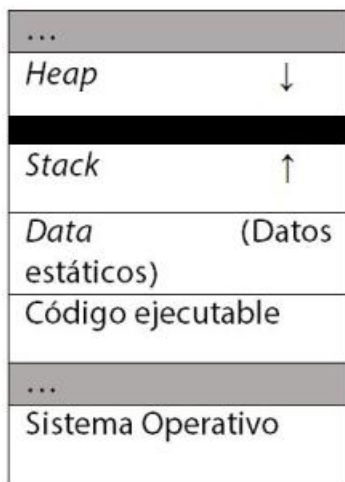 ...
Heap ↓
Stack ↑
Data (Datos
estáticos)
Código ejecutable
...
Sistema Operativo